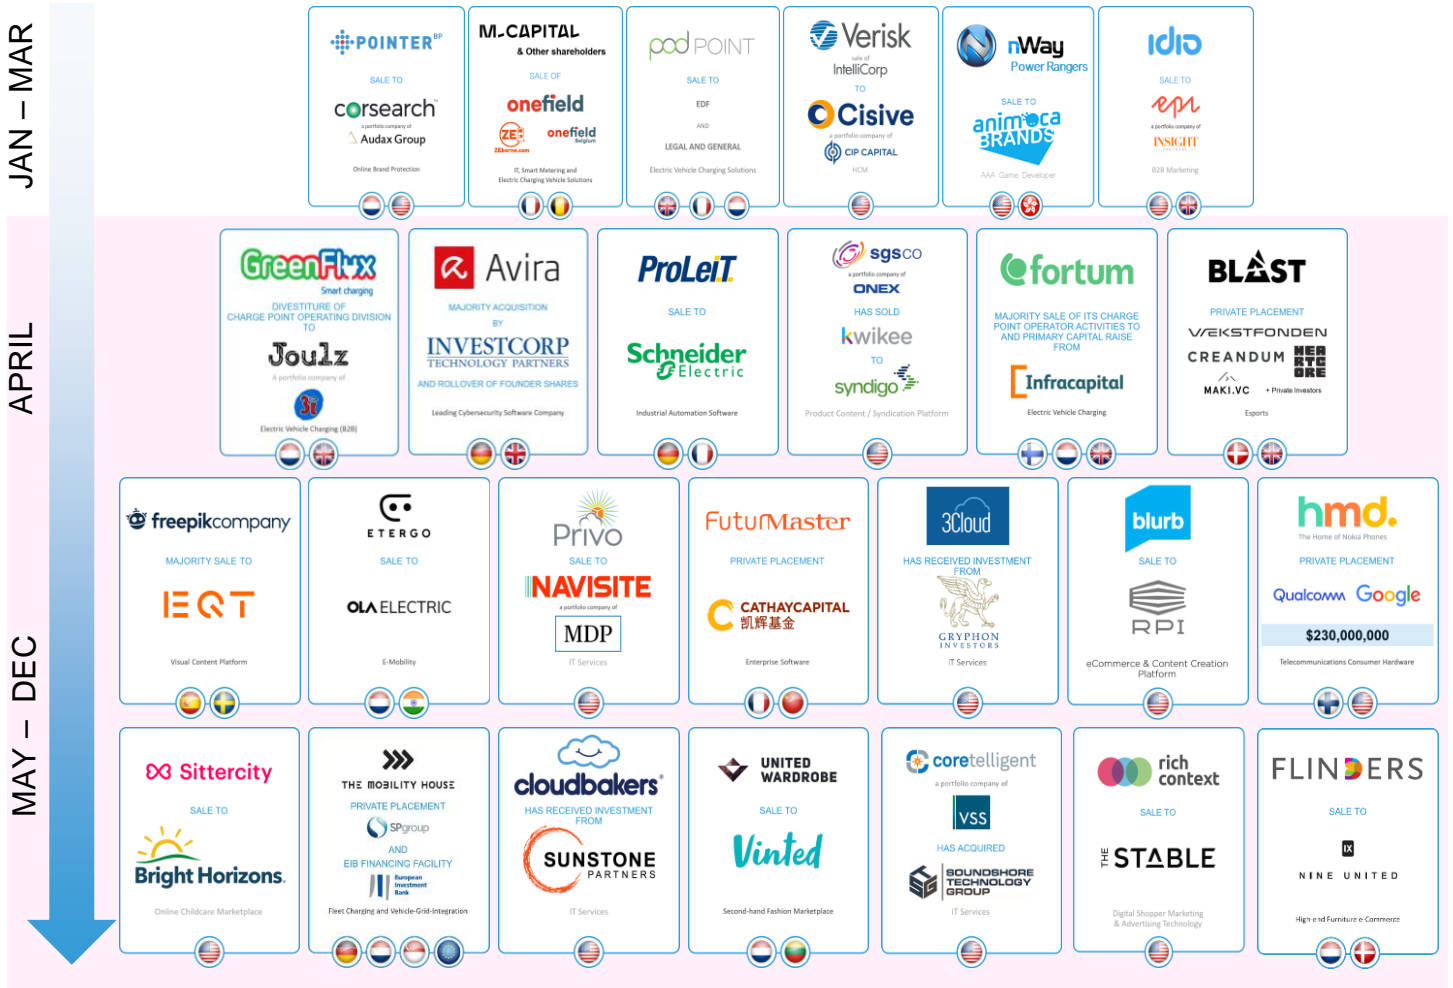 JAN – MAR
POINTER BP
SALE TO
corsearch™
a portfolio company of
Audax Group
Online Brand Protection
M-CAPITAL
& Other shareholders
SALE OF
onefield
ZE
ZEborne.com
onefield
Belgium
IT, Smart Metering and
Electric Charging Vehicle Solutions
pod POINT
SALE TO
EDF
AND
LEGAL AND GENERAL
Electric Vehicle Charging Solutions
Verisk
sale of
IntelliCorp
TO
Cisive
a portfolio company of
CIP CAPITAL
HCM
nWay
Power Rangers
SALE TO
animoca
BRANDS
AAA Game Developer
idio
SALE TO
epi
a portfolio company of
INSIGHT
PARTNERS
B2B Marketing
APRIL
GreenFlux
Smart charging
DIVESTITURE OF
CHARGE POINT OPERATING DIVISION
TO
Joulz
A portfolio company of
3i
Electric Vehicle Charging (B2B)
Avira
MAJORITY ACQUISITION
BY
INVESTCORP
TECHNOLOGY PARTNERS
AND ROLLOVER OF FOUNDER SHARES
Leading Cybersecurity Software Company
ProLeiT
SALE TO
Schneider
Electric
Industrial Automation Software
sgsco
a portfolio company of
ONEX
HAS SOLD
kwikee
TO
syndigo
Product Content / Syndication Platform
fortum
MAJORITY SALE OF ITS CHARGE
POINT OPERATOR ACTIVITIES TO
AND PRIMARY CAPITAL RAISE
FROM
Infracapital
Electric Vehicle Charging
BLAST
PRIVATE PLACEMENT
VÆKSTFONDEN
CREANDUM
HEARTCORE
MAKI.VC
+ Private Investors
Esports
MAY – DEC
freepikcompany
MAJORITY SALE TO
EQT
Visual Content Platform
ETERGO
SALE TO
OLA ELECTRIC
E-Mobility
Privo
SALE TO
NAVISITE
a portfolio company of
MDP
IT Services
FuturMaster
PRIVATE PLACEMENT
CATHAYCAPITAL
凯辉基金
Enterprise Software
3Cloud
HAS RECEIVED INVESTMENT
FROM
GRYPHON
INVESTORS
IT Services
blurb
SALE TO
RPI
eCommerce & Content Creation
Platform
hmd.
The Home of Nokia Phones
PRIVATE PLACEMENT
Qualcomm Google
$230,000,000
Telecommunications Consumer Hardware
Sittercity
SALE TO
Bright Horizons.
Online Childcare Marketplace
THE MOBILITY HOUSE
PRIVATE PLACEMENT
SPgroup
AND
EIB FINANCING FACILITY
European
Investment
Bank
Fleet Charging and Vehicle-Grid-Integration
cloudbakers®
HAS RECEIVED INVESTMENT
FROM
SUNSTONE
PARTNERS
IT Services
UNITED
WARDROBE
SALE TO
Vinted
Second-hand Fashion Marketplace
coretelligent
a portfolio company of
VSS
HAS ACQUIRED
SOUNDSHORE
TECHNOLOGY
GROUP
IT Services
rich
context
SALE TO
THE STABLE
Digital Shopper Marketing
& Advertising Technology
FLINDERS
SALE TO
IX
NINE UNITED
High-end Furniture e-Commerce